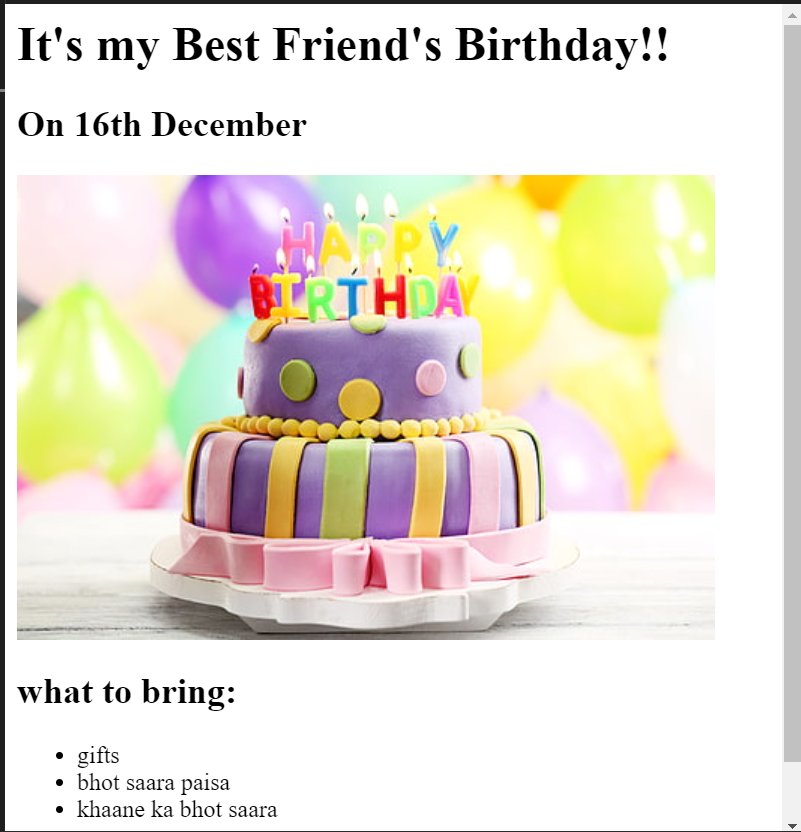 It's my Best Friend's Birthday!!
On 16th December
HAPPY
BIRTHDAY
what to bring:
gifts
bhot saara paisa
khaane ka bhot saara